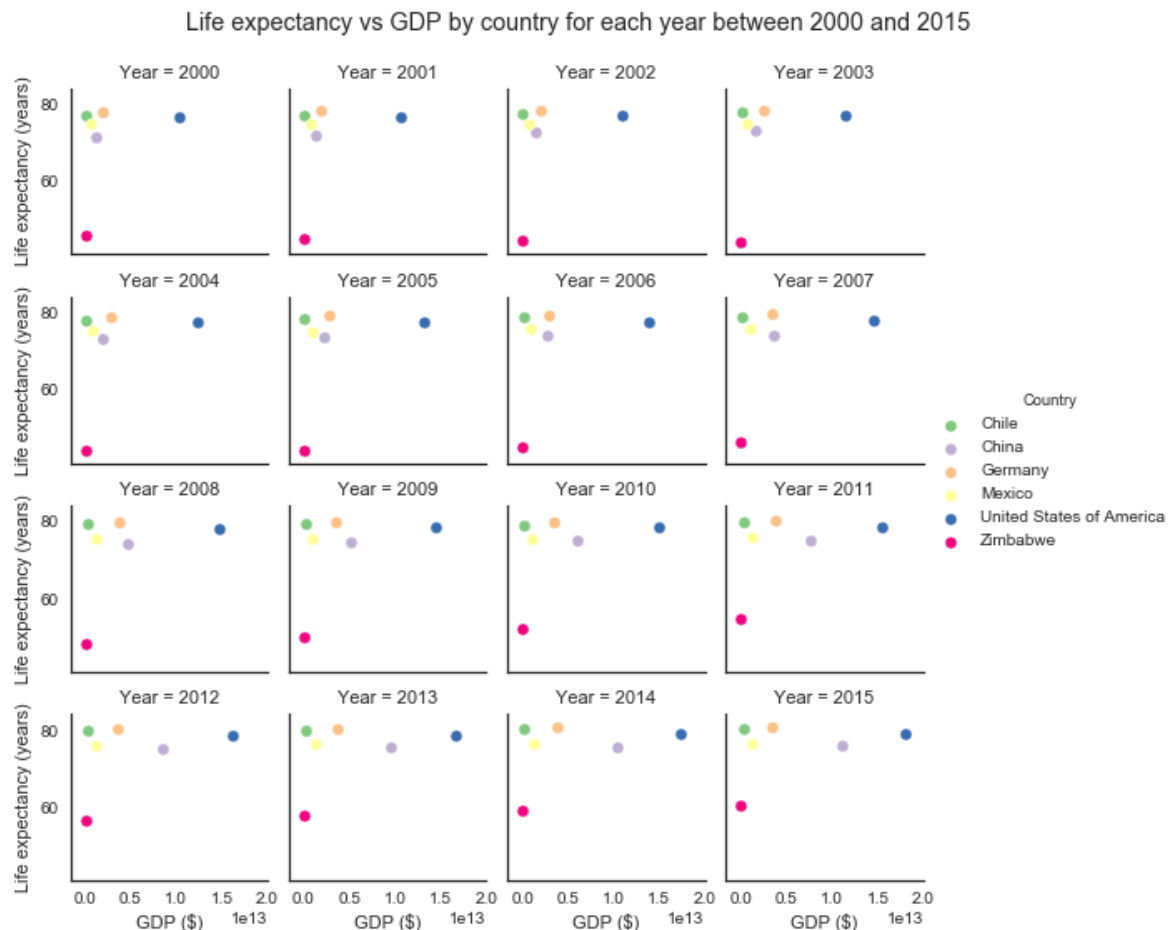 Life expectancy vs GDP by country for each year between 2000 and 2015
Year = 2000
Year = 2001
Year = 2002
Year = 2003
Life expectancy (years)
80
60
Year = 2004
Year = 2005
Year = 2006
Year = 2007
Life expectancy (years)
80
60
Year = 2008
Year = 2009
Year = 2010
Year = 2011
Life expectancy (years)
80
60
Year = 2012
Year = 2013
Year = 2014
Year = 2015
Life expectancy (years)
80
60
0.0 0.5 1.0 1.5 2.0
1e13
GDP ($)
0.0 0.5 1.0 1.5 2.0
1e13
GDP ($)
0.0 0.5 1.0 1.5 2.0
1e13
GDP ($)
0.0 0.5 1.0 1.5 2.0
1e13
GDP ($)
Country
Chile
China
Germany
Mexico
United States of America
Zimbabwe